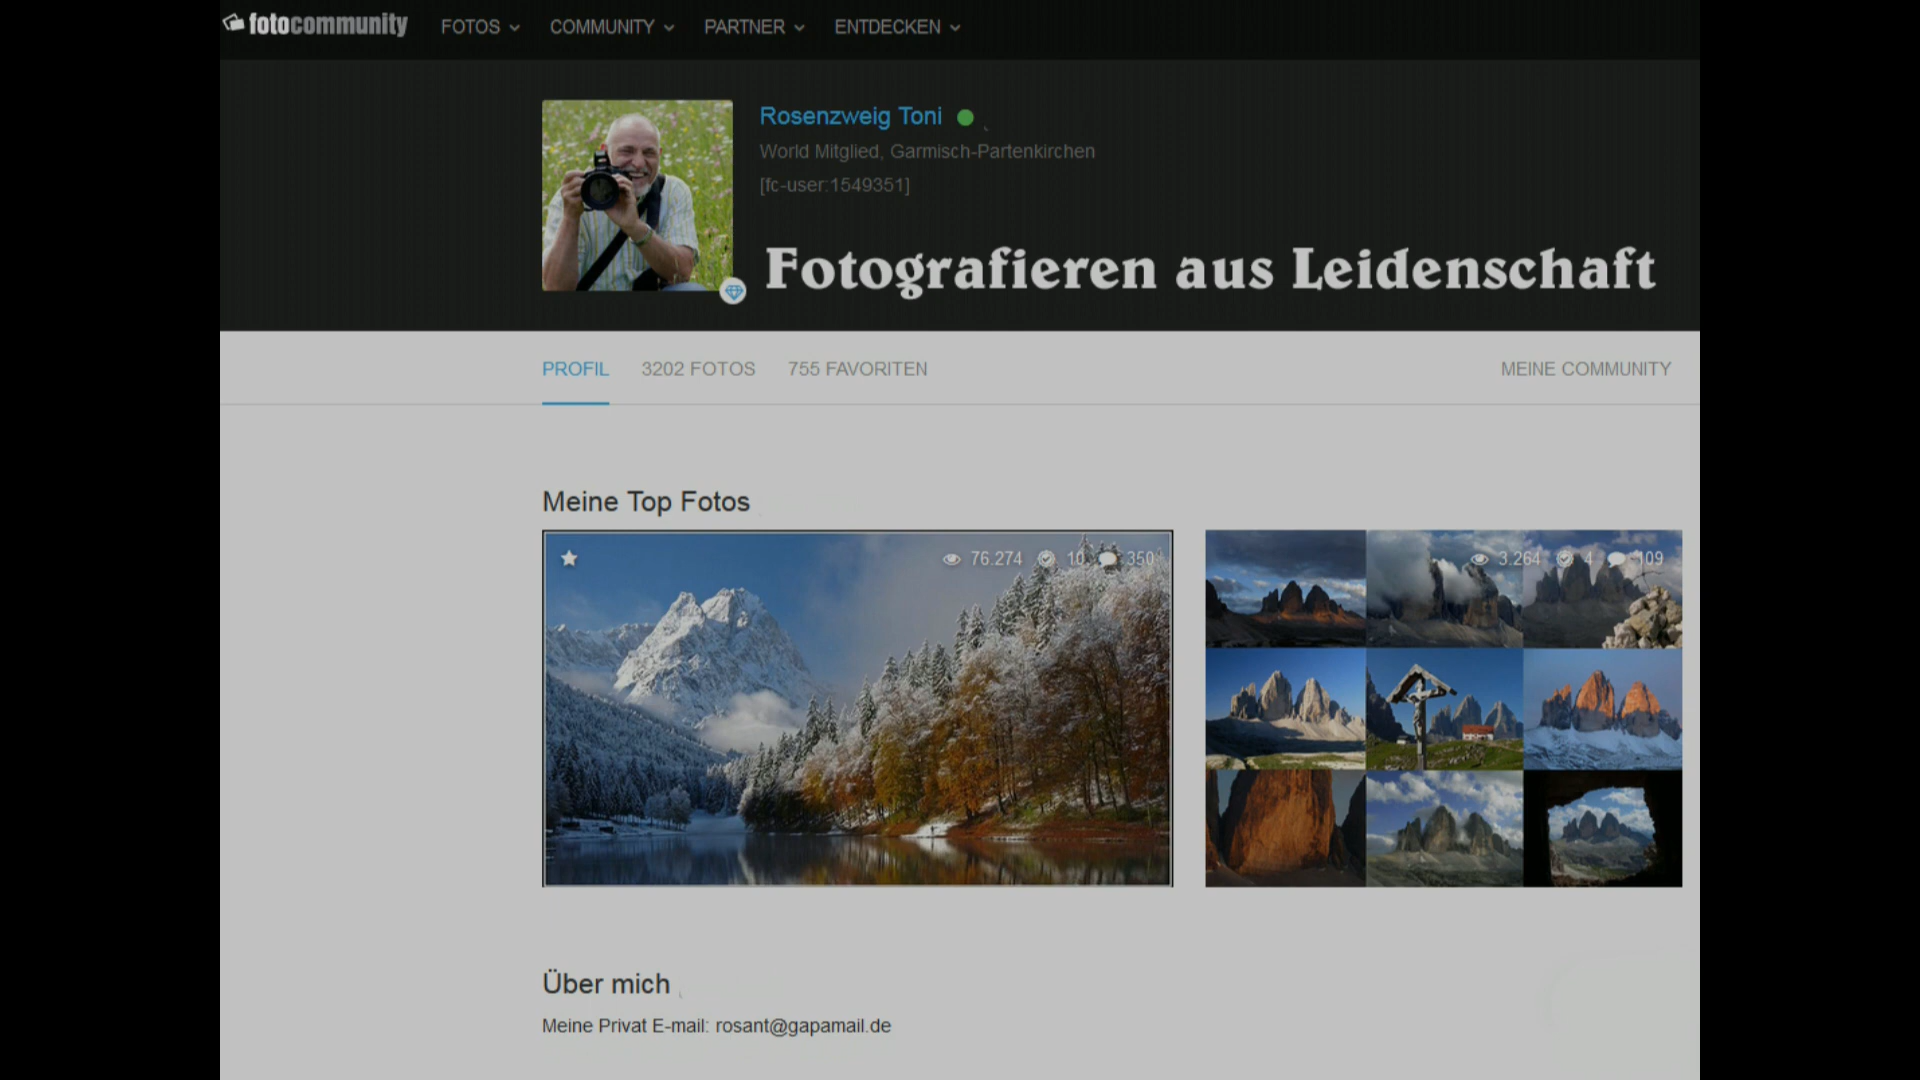 fotocommunity
FOTOS COMMUNITY PARTNER ENTDECKEN
Rosenzweig Toni
World Mitglied, Garmisch-Partenkirchen
[fc-user:1549351]
Fotografieren aus Leidenschaft
PROFIL 3202 FOTOS 755 FAVORITEN MEINE COMMUNITY
Meine Top Fotos
76.274 10 350
3.264 4 109
Über mich
Meine Privat E-mail: rosant@gapamail.de